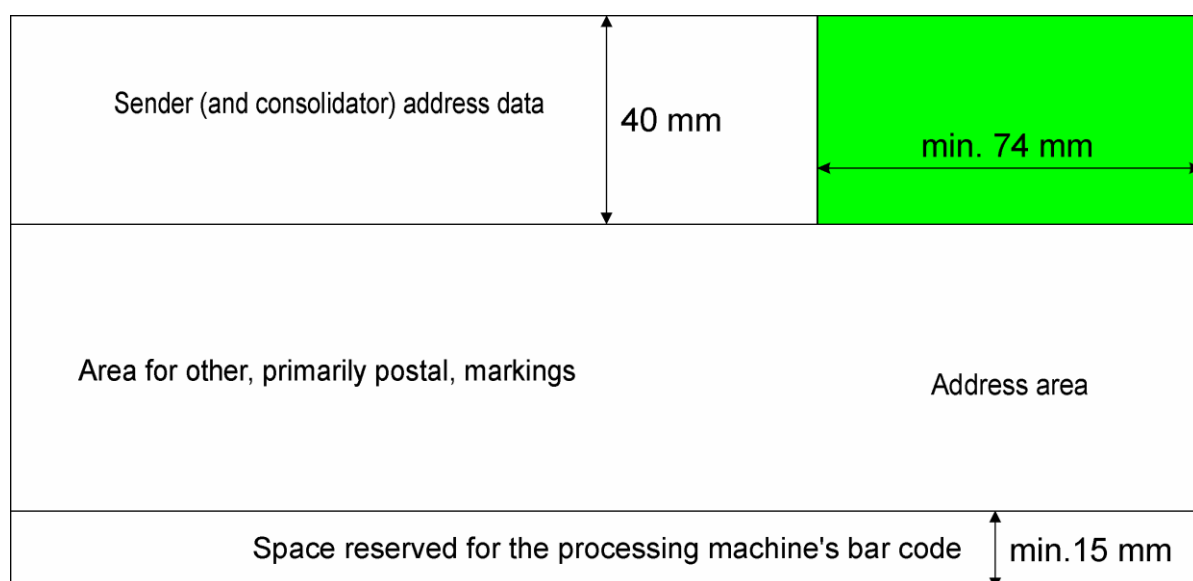 Sender (and consolidator) address data
40 mm
min. 74 mm
Area for other, primarily postal, markings
Address area
Space reserved for the processing machine's bar code
min.15 mm